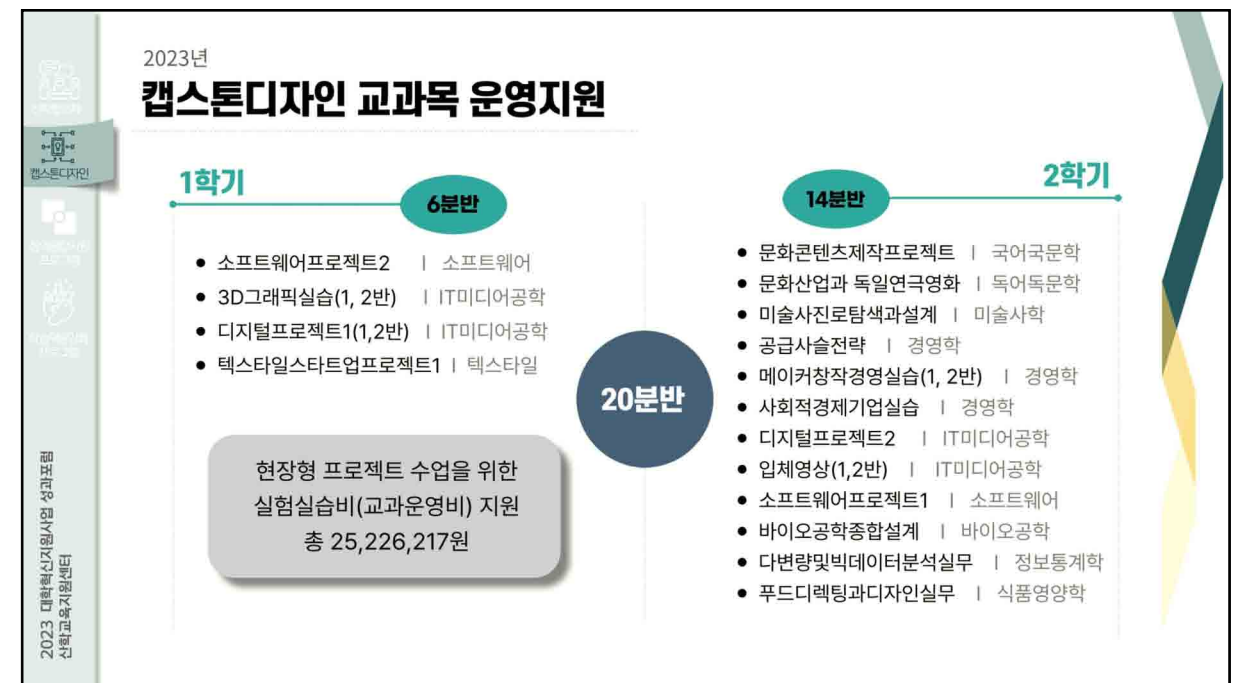 2023년
캡스톤디자인 교과목 운영지원
캡스톤디자인
1학기
6분반
소프트웨어프로젝트2 | 소프트웨어
3D그래픽실습(1, 2반) | IT미디어공학
디지털프로젝트1(1,2반) | IT미디어공학
텍스타일스타트업프로젝트1 | 텍스타일
현장형 프로젝트 수업을 위한
실험실습비(교과운영비) 지원
총 25,226,217원
20분반
14분반
2학기
문화콘텐츠제작프로젝트 | 국어국문학
문화산업과 독일연극영화 | 독어독문학
미술사진로탐색과설계 | 미술사학
공급사슬전략 | 경영학
메이커창작경영실습(1, 2반) | 경영학
사회적경제기업실습 | 경영학
디지털프로젝트2 | IT미디어공학
입체영상(1,2반) | IT미디어공학
소프트웨어프로젝트1 | 소프트웨어
바이오공학종합설계 | 바이오공학
다변량및빅데이터분석실무 | 정보통계학
푸드디렉팅과디자인실무 | 식품영양학
2023 대학혁신지원사업 성과포럼
산학교육지원센터